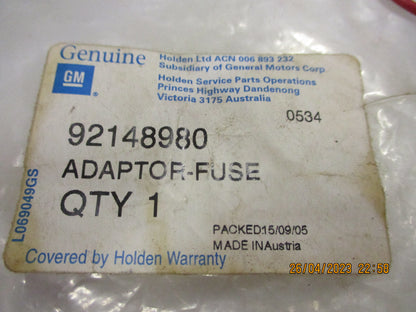 Genuine
GM
Holden Ltd ACN 006 893 232
Subsidiary of General Motors Corp.
Holden Service Parts Operations
Princes Highway Dandenong
Victoria 3175 Australia
0534
92148980
ADAPTOR-FUSE
QTY 1
L069049GS
PACKED15/09/05
MADE INAustria
Covered by Holden Warranty
25/04/2023 22:58